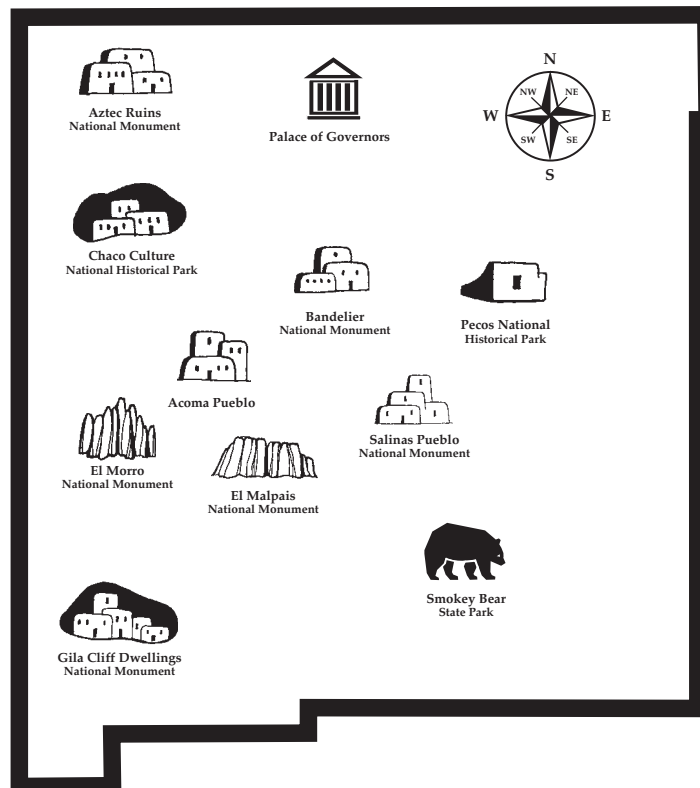 Aztec Ruins
National Monument
Palace of Governors
N
NW
NE
W
E
SW
SE
S
Chaco Culture
National Historical Park
Bandelier
National Monument
Pecos National
Historical Park
Acoma Pueblo
Salinas Pueblo
National Monument
El Morro
National Monument
El Malpais
National Monument
Smokey Bear
State Park
Gila Cliff Dwellings
National Monument